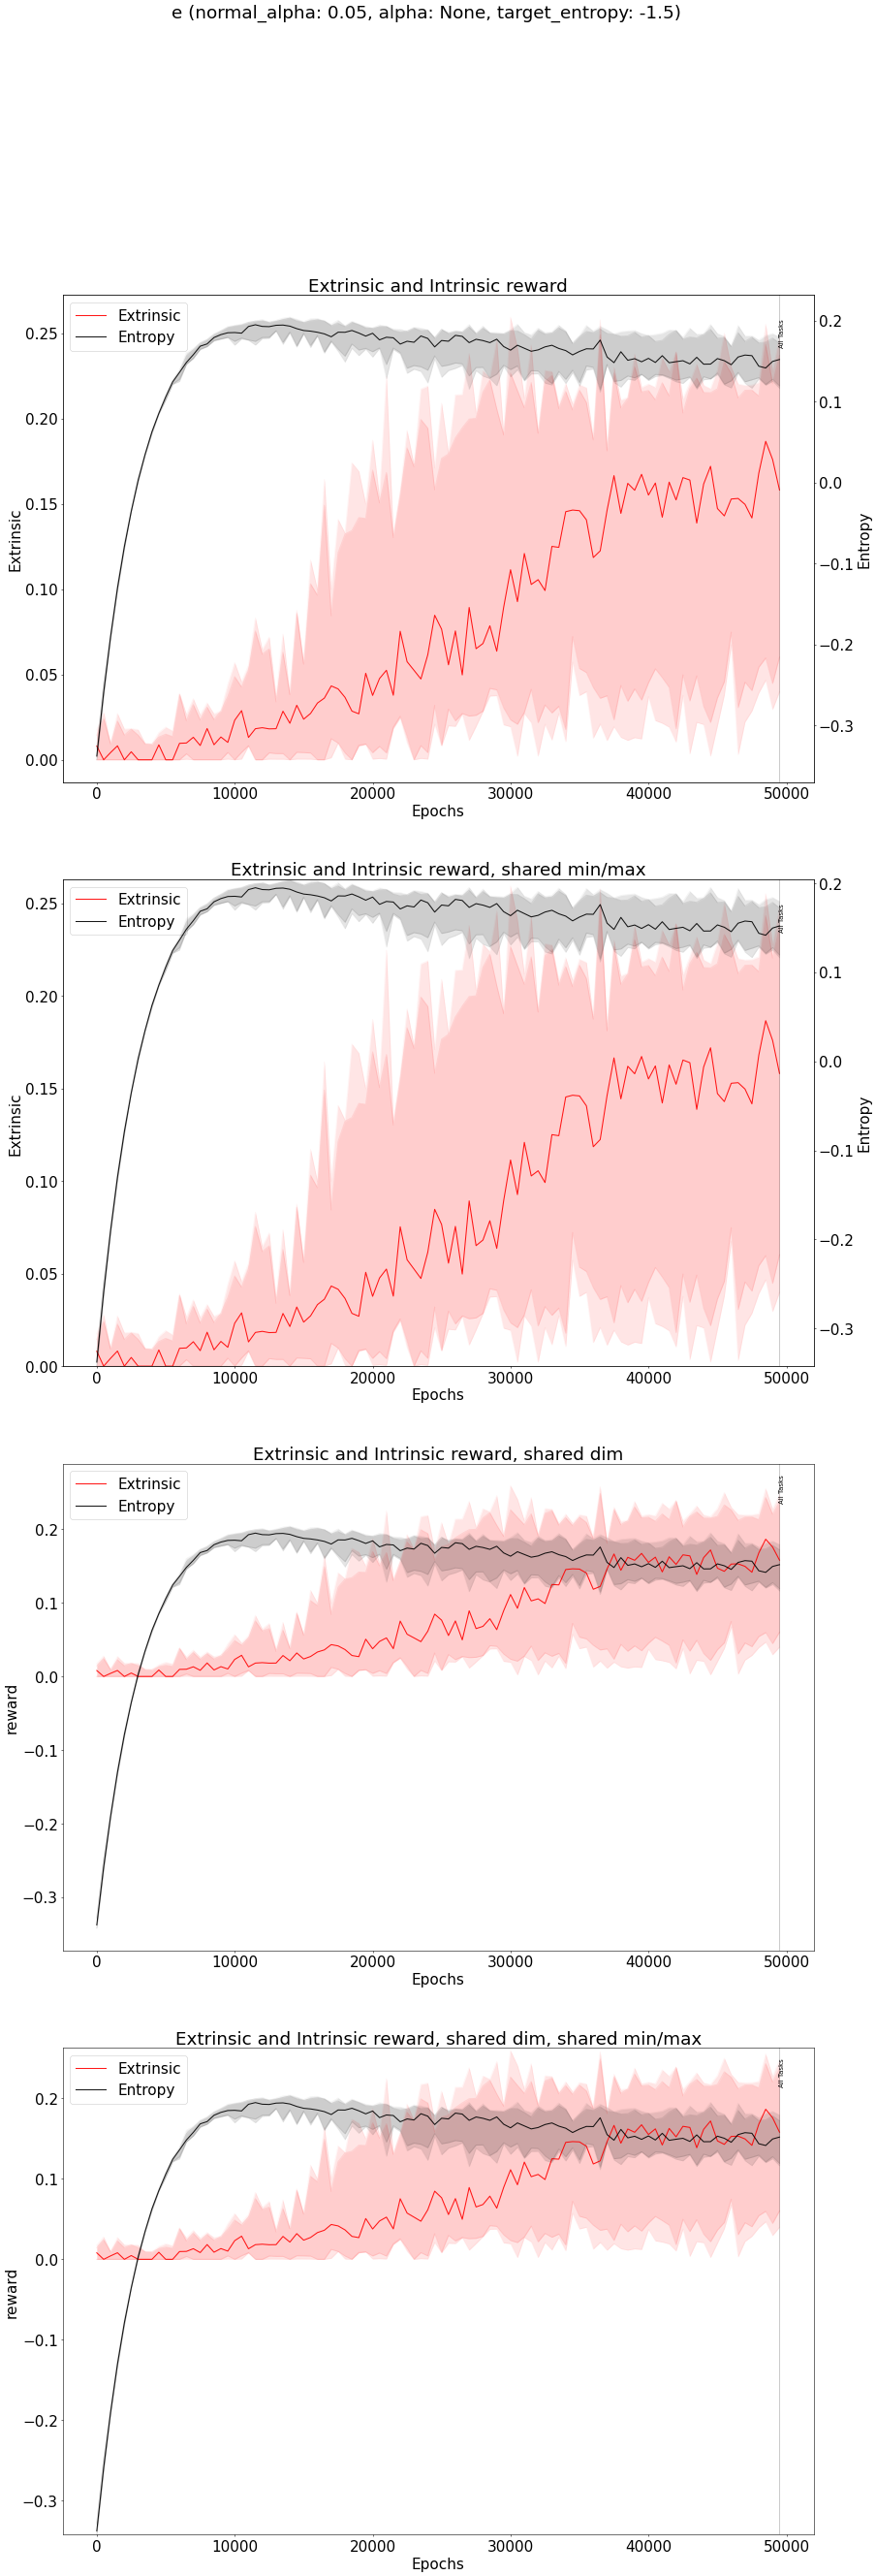 e (normal_alpha: 0.05, alpha: None, target_entropy: -1.5)
Extrinsic and Intrinsic reward
Extrinsic
Entropy
All Tasks
0.25
0.20
0.15
0.10
0.05
0.00
Extrinsic
0.2
0.1
0.0
−0.1
−0.2
−0.3
Entropy
0 10000 20000 30000 40000 50000
Epochs
Extrinsic and Intrinsic reward, shared min/max
Extrinsic
Entropy
All Tasks
0.25
0.20
0.15
0.10
0.05
0.00
Extrinsic
0.2
0.1
0.0
−0.1
−0.2
−0.3
Entropy
0 10000 20000 30000 40000 50000
Epochs
Extrinsic and Intrinsic reward, shared dim
Extrinsic
Entropy
All Tasks
0.2
0.1
0.0
−0.1
−0.2
−0.3
reward
0 10000 20000 30000 40000 50000
Epochs
Extrinsic and Intrinsic reward, shared dim, shared min/max
Extrinsic
Entropy
All Tasks
0.2
0.1
0.0
−0.1
−0.2
−0.3
reward
0 10000 20000 30000 40000 50000
Epochs